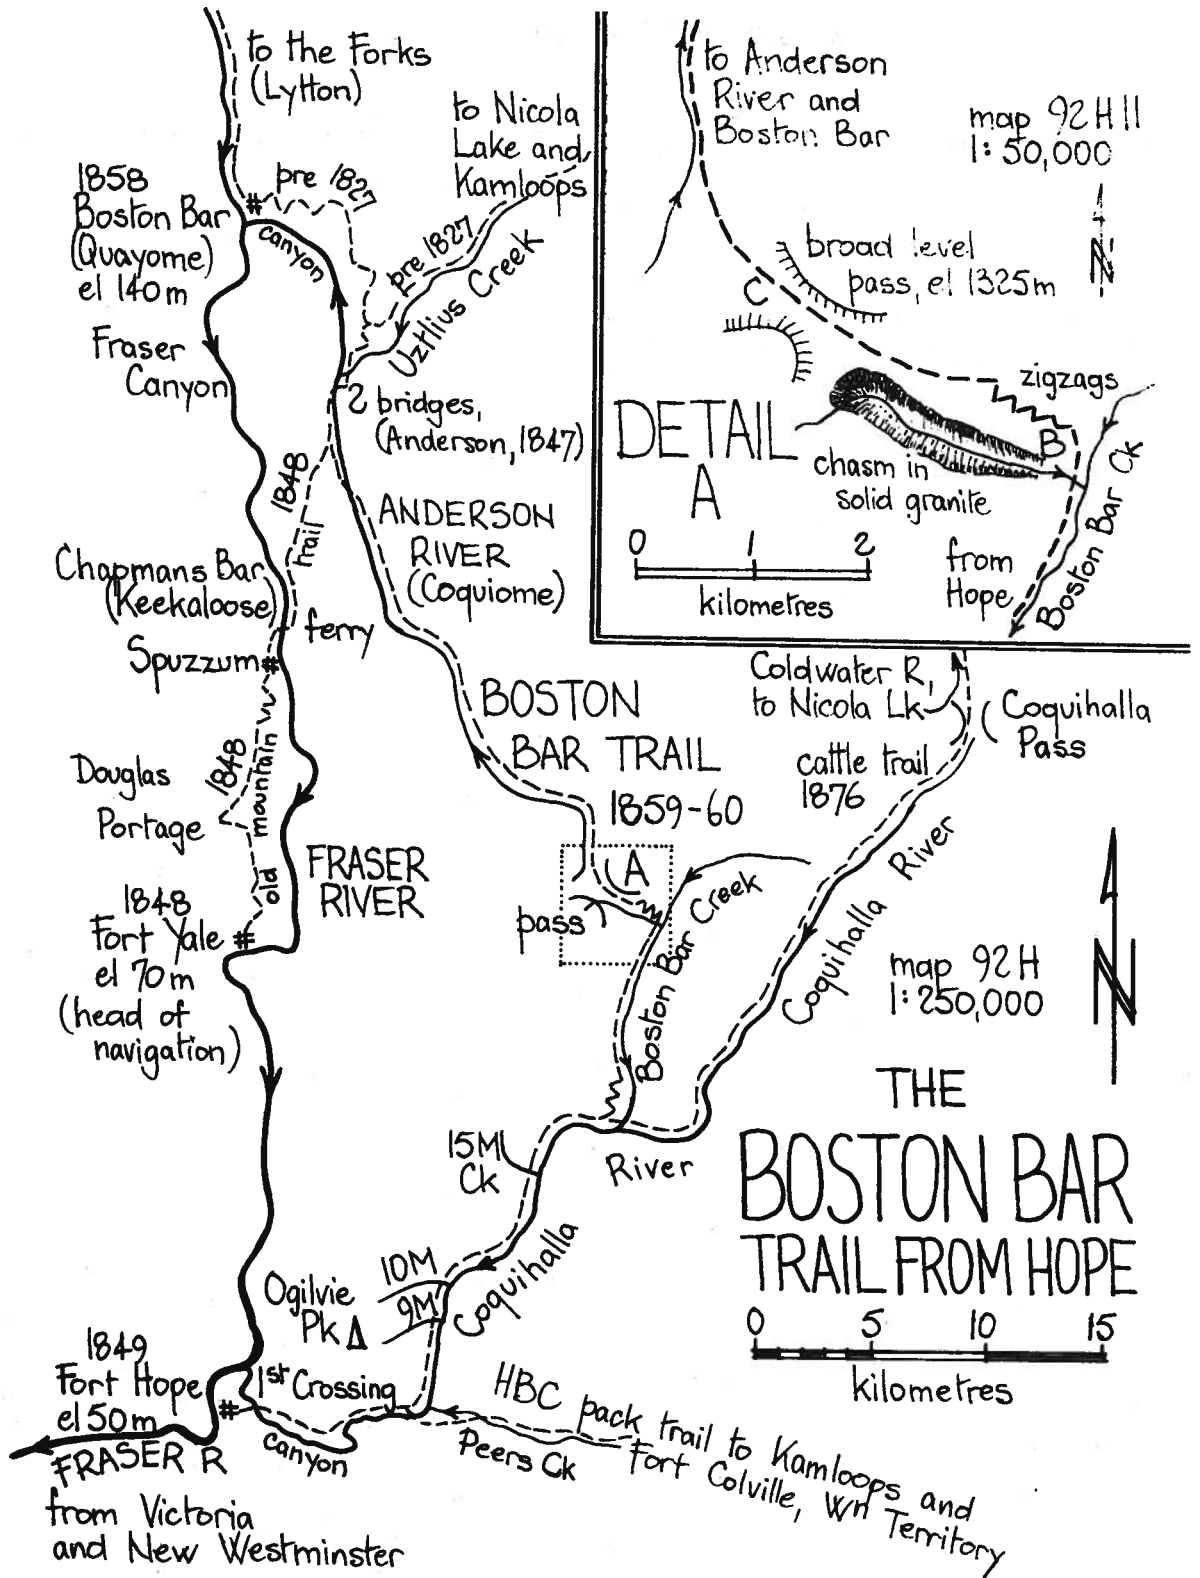 to the Forks
(Lytton)
to Nicola
Lake and
Kamloops
pre 1827
pre 1827
1858
Boston Bar
(Quayome)
el 140m
canyon
Uztlius Creek
Fraser
Canyon
2 bridges,
(Anderson, 1847)
1848
trail
ANDERSON
RIVER
(Coquiome)
Chapmans Bar
(Keekaloose)
ferry
Spuzzum
BOSTON
BAR TRAIL
1859-60
Douglas
Portage
1848
old mountain
FRASER
RIVER
1848
Fort Yale
el 70m
(head of
navigation)
A
pass
Boston Bar Creek
Coldwater R,
to Nicola Lk
Coquihalla
Pass
cattle trail
1876
Coquihalla River
map 92H
1:250,000
N
15Ml
Ck
River
Coquihalla
10M
9M
Ogilvie
Pk
1849
Fort Hope
el 50m
1st Crossing
canyon
FRASER R
from Victoria
and New Westminster
Peers Ck
HBC pack trail to Kamloops and
Fort Colville, Wn Territory
THE
BOSTON BAR
TRAIL FROM HOPE
0 5 10 15
kilometres
to Anderson
River and
Boston Bar
map 92H11
1:50,000
N
broad level
pass, el 1325m
C
zigzags
B
DETAIL
A
chasm in
solid granite
0 1 2
kilometres
from
Hope
Boston Bar Ck